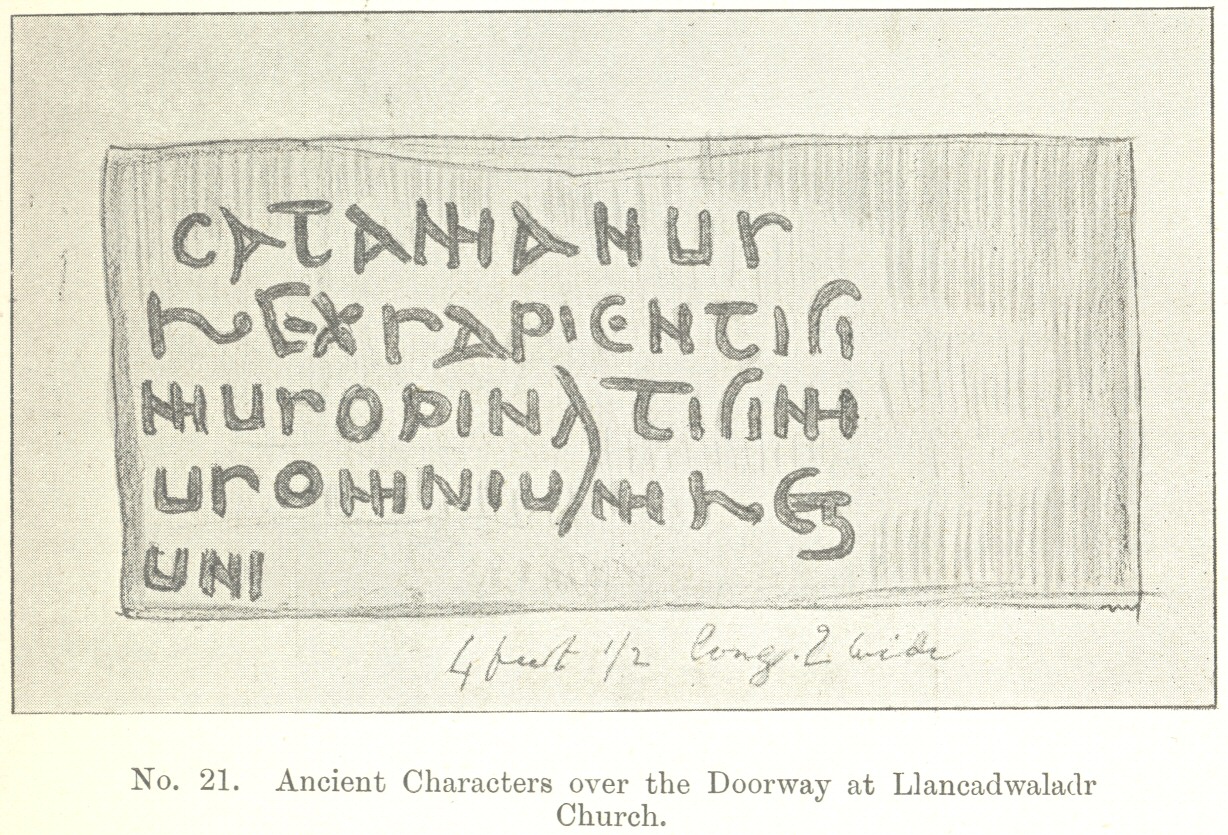 CATAMANUS
REXSAPIENTISI
MUSOPINATISIM
USOMNIUMREG
UNI
4 feet 1/2 long. 2 wide
No. 21. Ancient Characters over the Doorway at Llancadwaladr
Church.